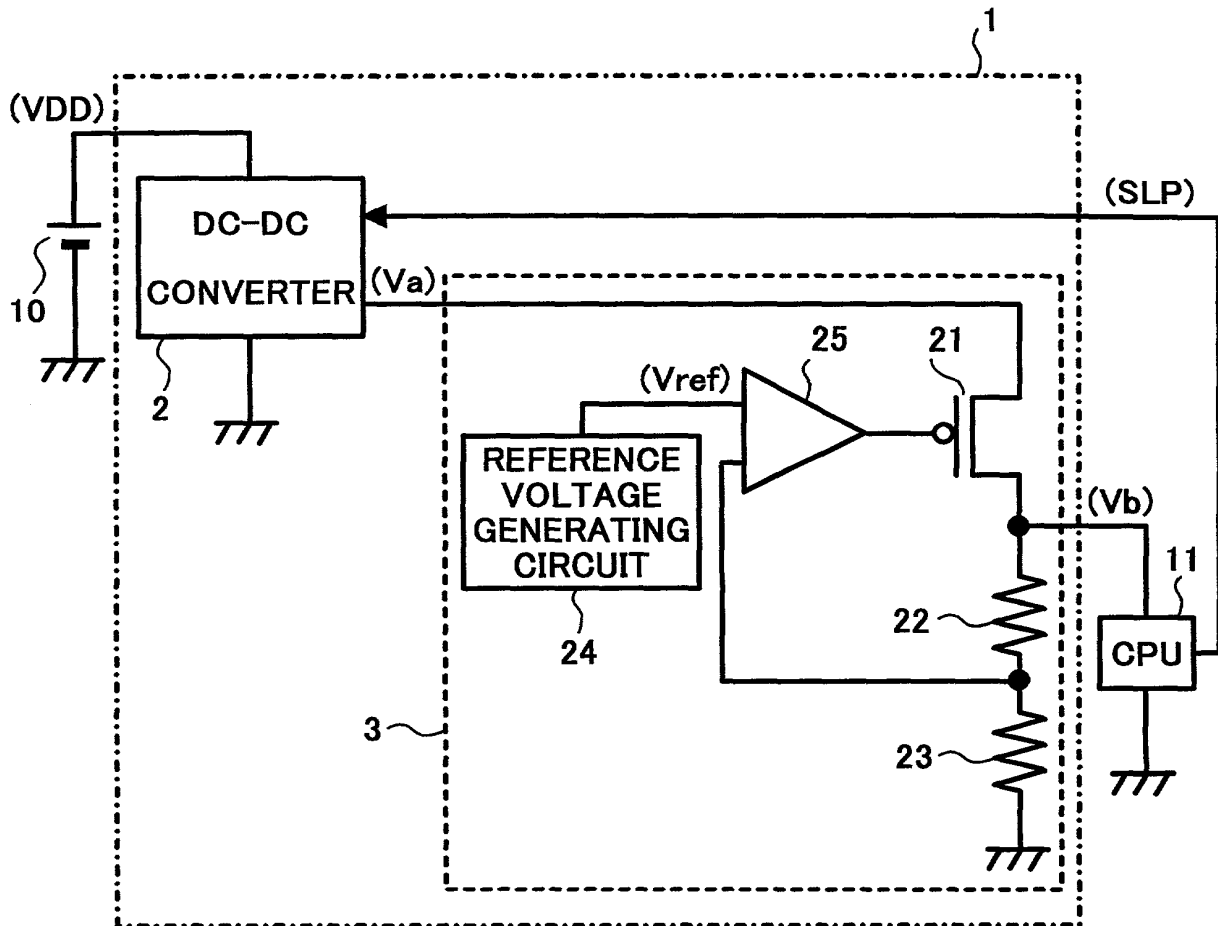 1
(VDD)
(SLP)
DC-DC
CONVERTER
(Va)
10
2
25
21
(Vref)
REFERENCE
VOLTAGE
GENERATING
CIRCUIT
24
(Vb)
11
CPU
22
3
23